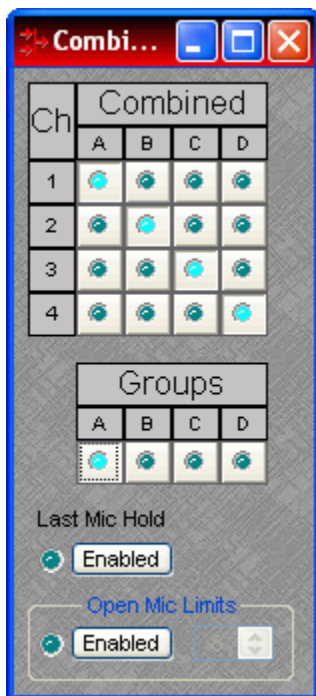 Combi...
Ch Combined
A B C D
1
2
3
4
Groups
A B C D
Last Mic Hold
Enabled
Open Mic Limits
Enabled